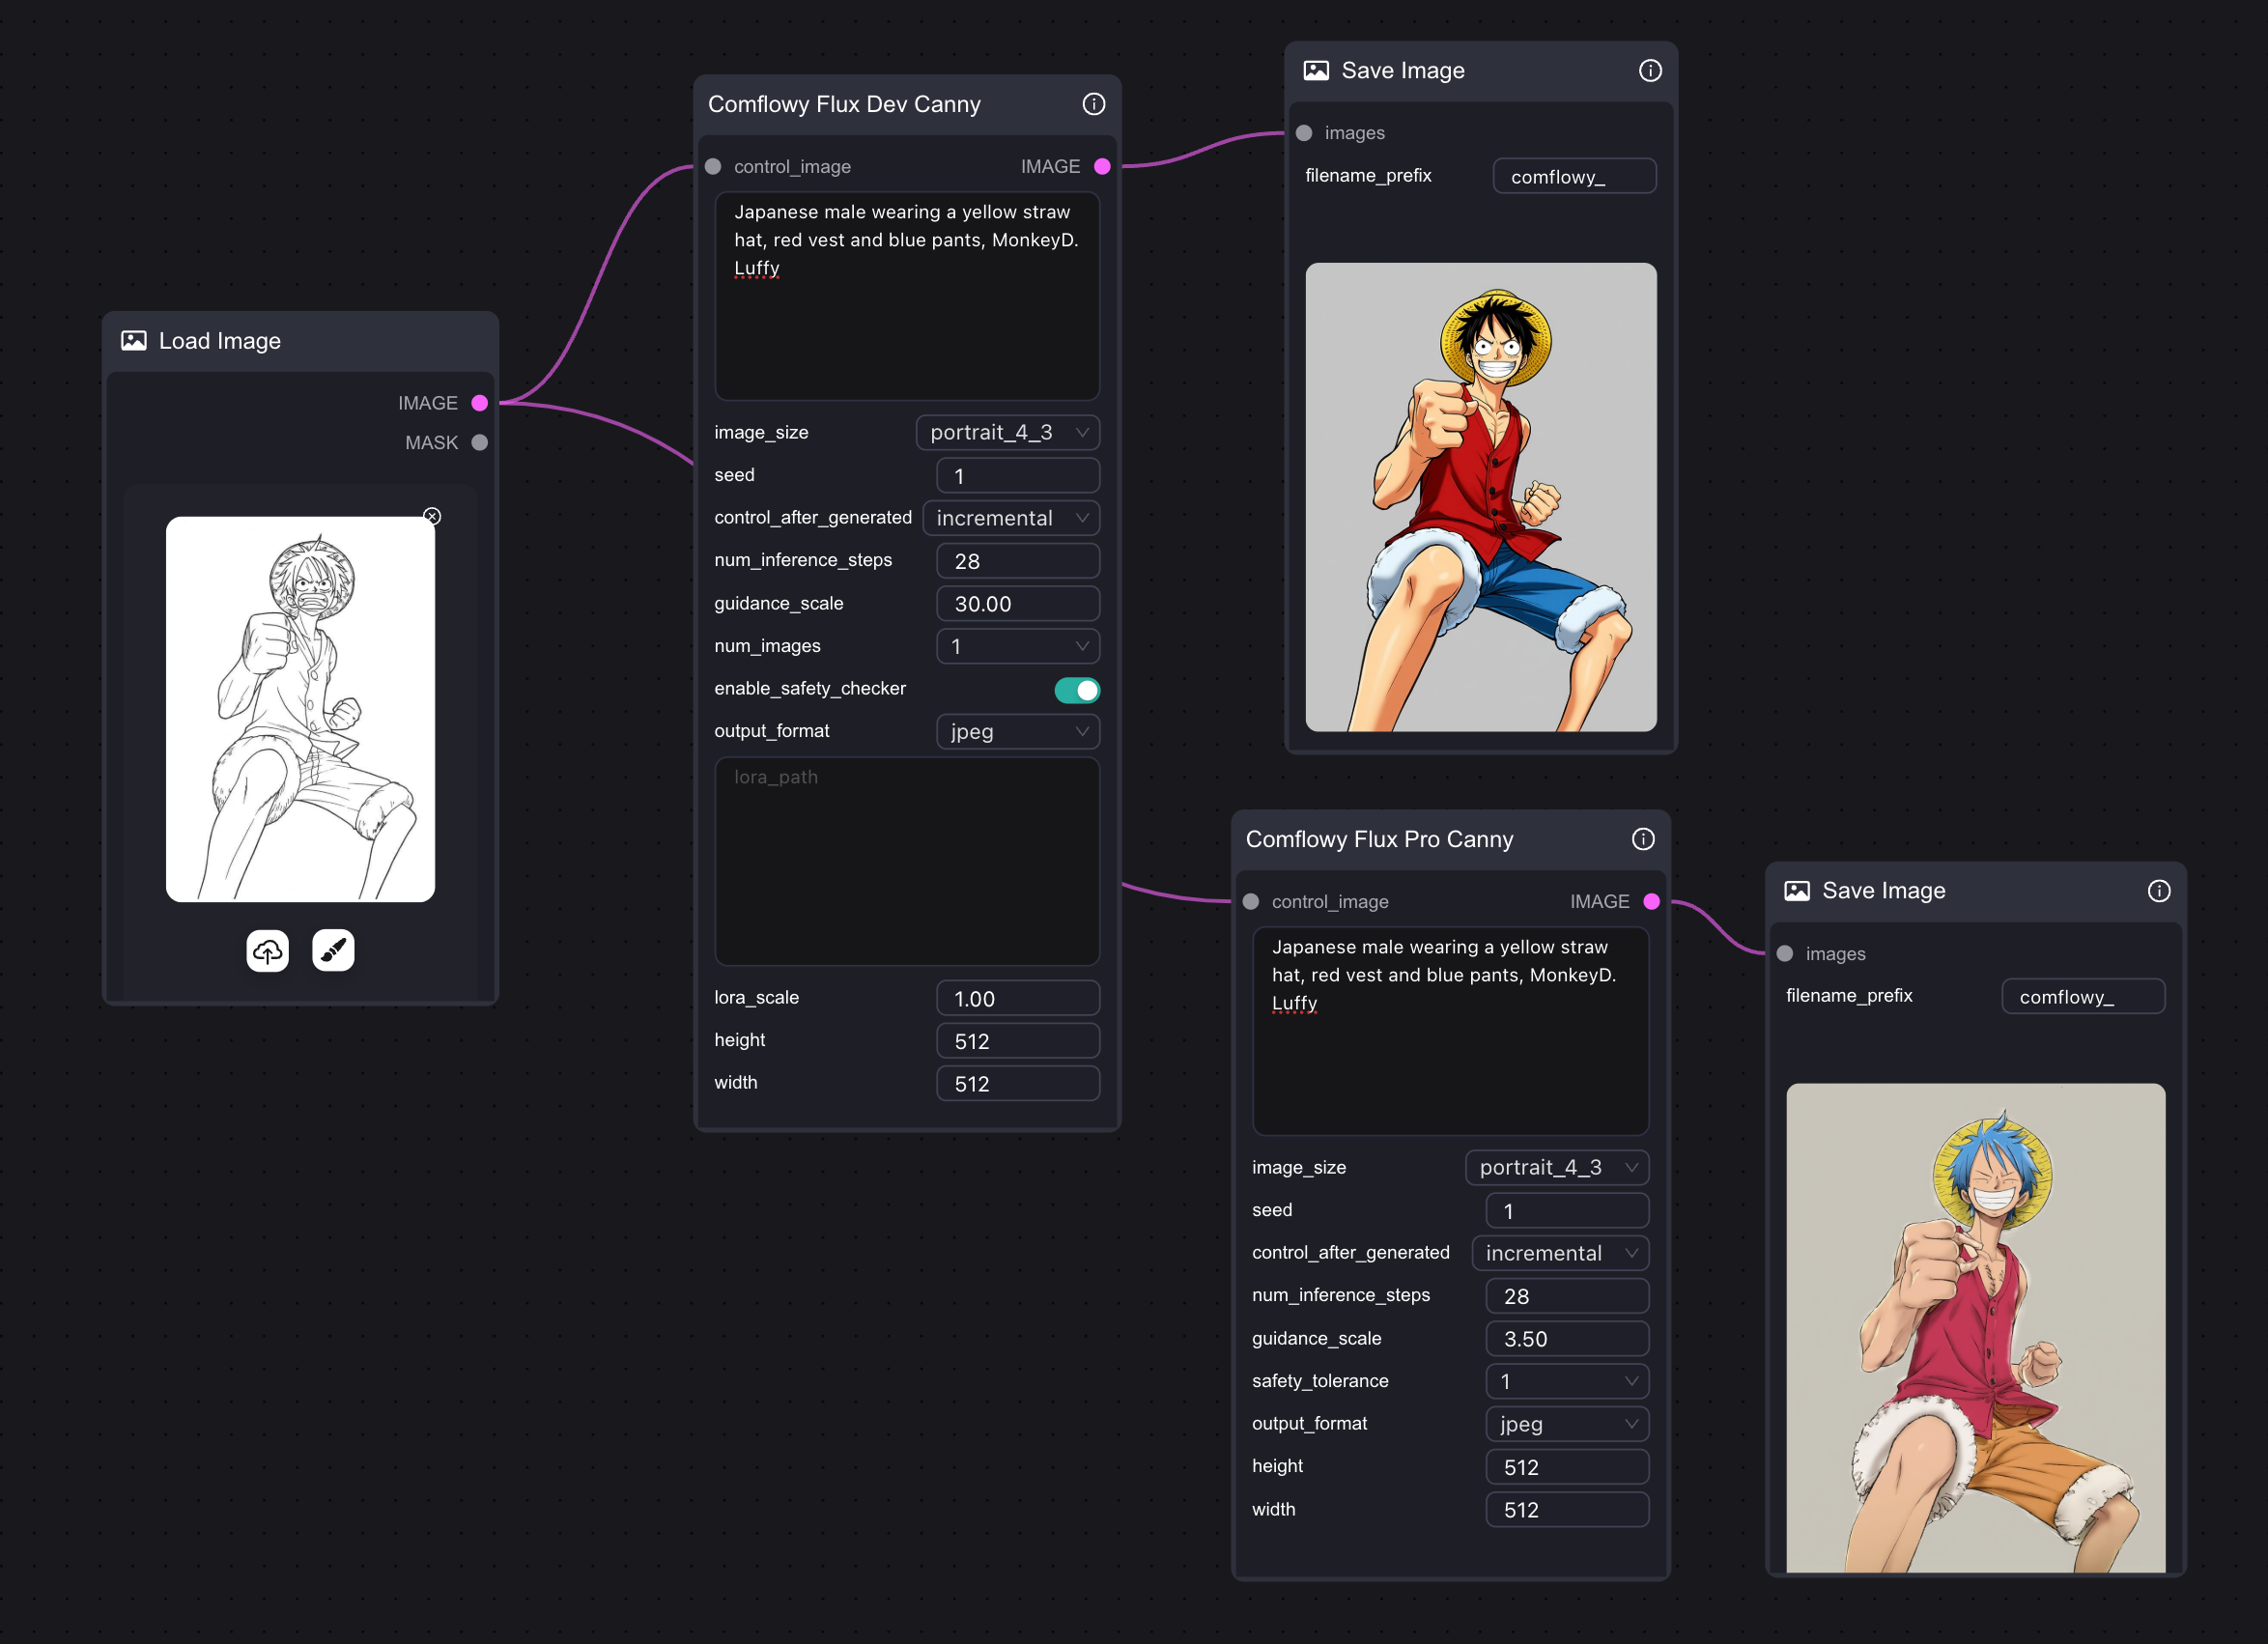 Load Image
IMAGE
MASK
Comflowy Flux Dev Canny
control_image IMAGE
Japanese male wearing a yellow straw
hat, red vest and blue pants, MonkeyD.
Luffy
image_size portrait_4_3
seed 1
control_after_generated incremental
num_inference_steps 28
guidance_scale 30.00
num_images 1
enable_safety_checker
output_format jpeg
lora_path
lora_scale 1.00
height 512
width 512
Save Image
images
filename_prefix comflowy_
Comflowy Flux Pro Canny
control_image IMAGE
Japanese male wearing a yellow straw
hat, red vest and blue pants, MonkeyD.
Luffy
image_size portrait_4_3
seed 1
control_after_generated incremental
num_inference_steps 28
guidance_scale 3.50
safety_tolerance 1
output_format jpeg
height 512
width 512
Save Image
images
filename_prefix comflowy_